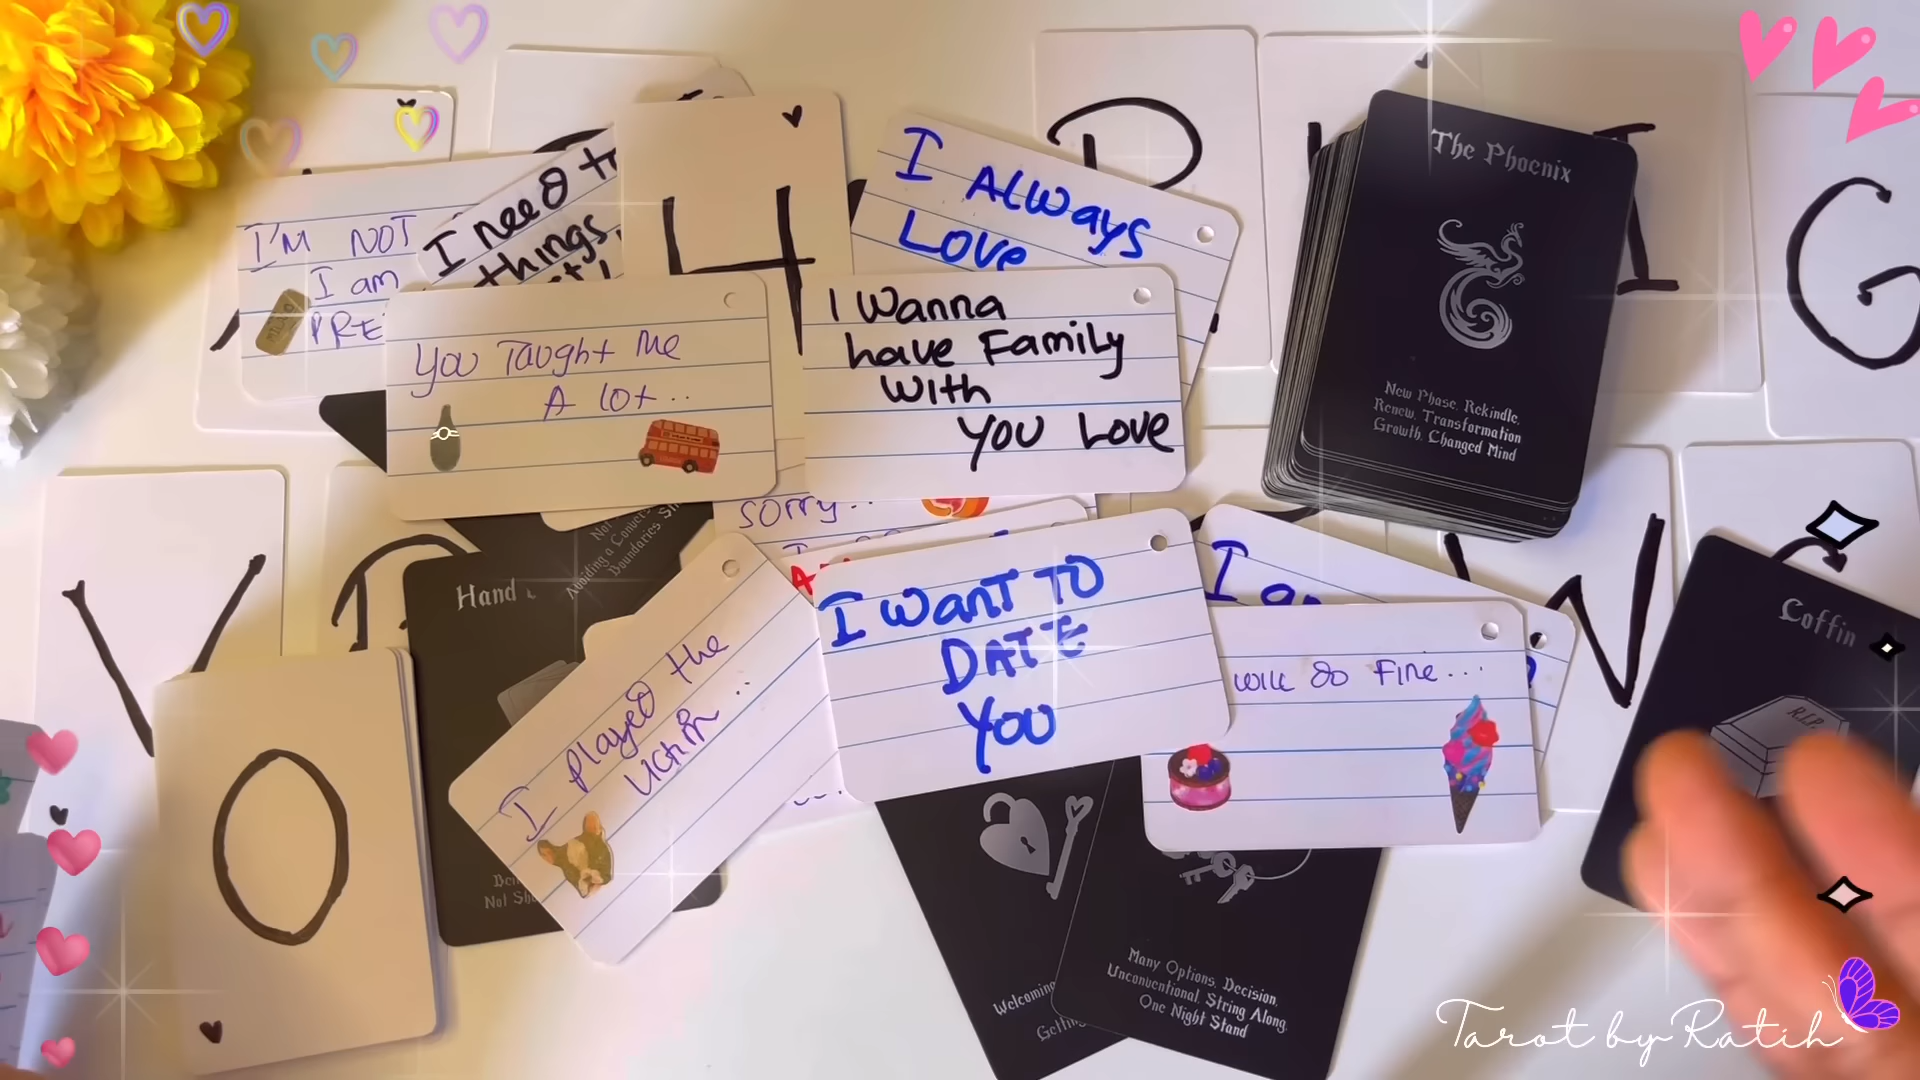 I'M NOT
I am
PRE
I need to
things,
4
I ALWAYS
LOVE
The Phoenix
New Phase, Rekindle,
Renew, Transformation
Growth, Changed Mind
I
G
You Taught Me
A lot..
I Wanna
have Family
With
You Love
sorry..
V
Hand
Boundaries
I played the
victim..
I want TO
DATE
YOU
I
will do fine...
Coffin
R.I.P
O
Welcoming
Many Options, Decision,
Unconventional, String Along,
One Night Stand
Tarot by Ratih